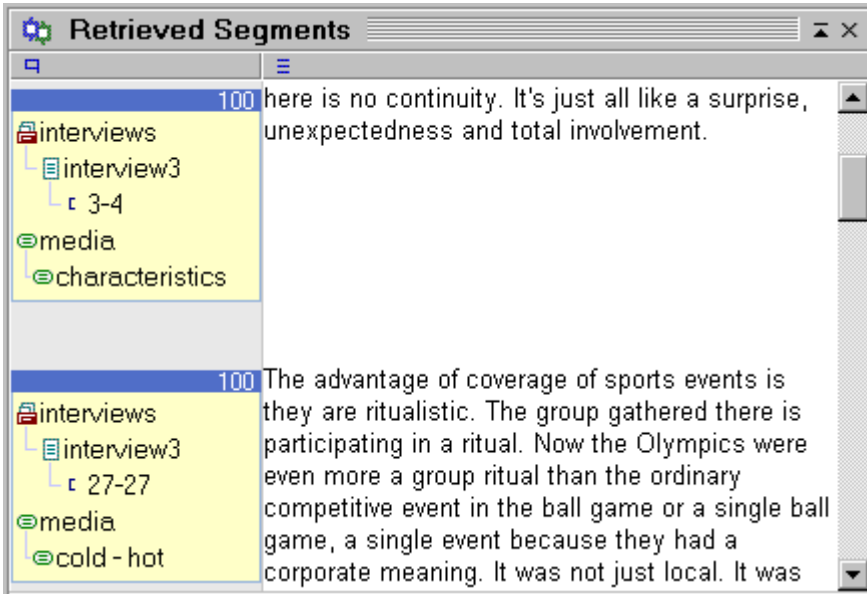 Retrieved Segments
100
interviews
interview3
3-4
media
characteristics
here is no continuity. It's just all like a surprise,
unexpectedness and total involvement.
100
interviews
interview3
27-27
media
cold - hot
The advantage of coverage of sports events is
they are ritualistic. The group gathered there is
participating in a ritual. Now the Olympics were
even more a group ritual than the ordinary
competitive event in the ball game or a single ball
game, a single event because they had a
corporate meaning. It was not just local. It was